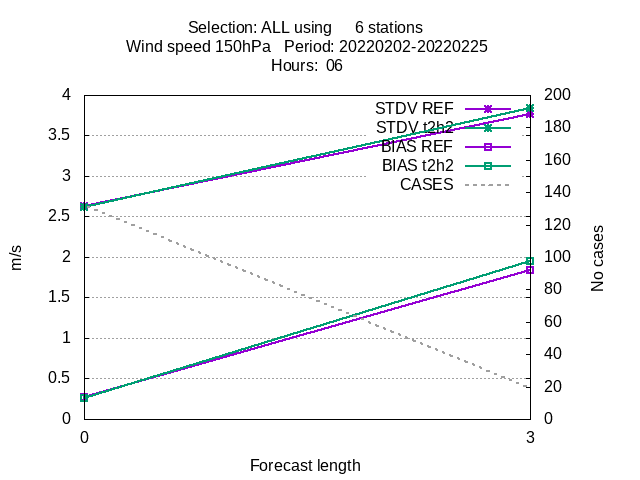 Selection: ALL using 6 stations
Wind speed 150hPa Period: 20220202-20220225
Hours: 06
STDV REF
STDV t2h2
BIAS REF
BIAS t2h2
CASES
4
3.5
3
2.5
2
1.5
1
0.5
0
200
180
160
140
120
100
80
60
40
20
0
m/s
No cases
0 3
Forecast length